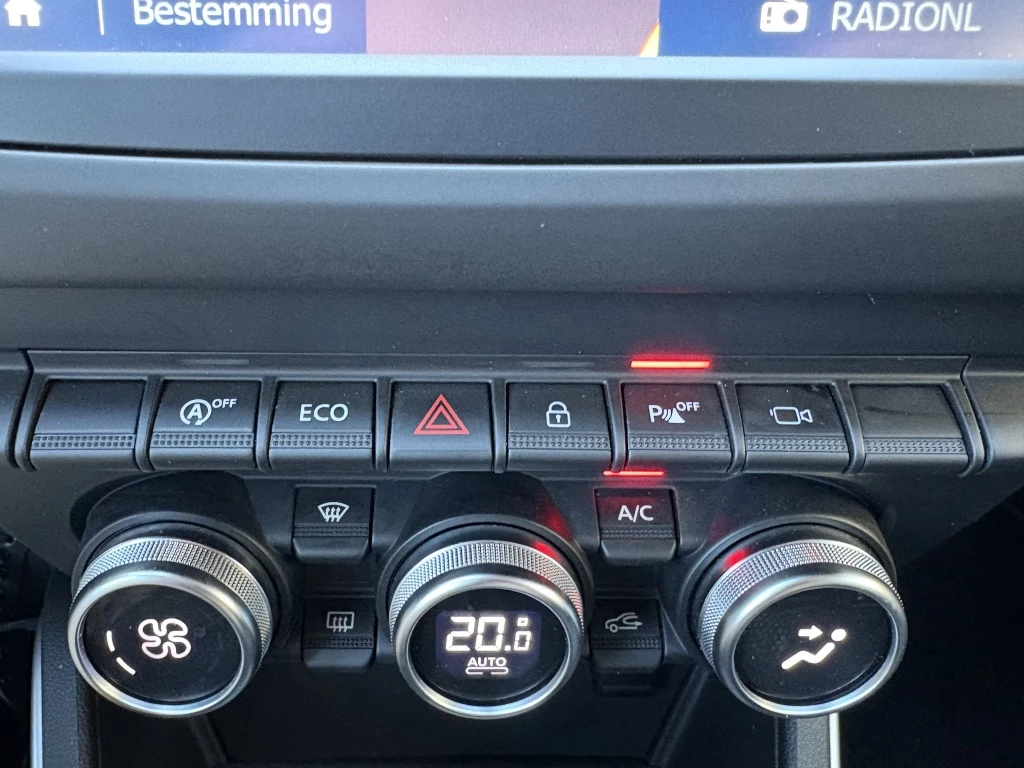 Bestemming
RADIONL
A OFF
ECO
P OFF
A/C
20.0
AUTO